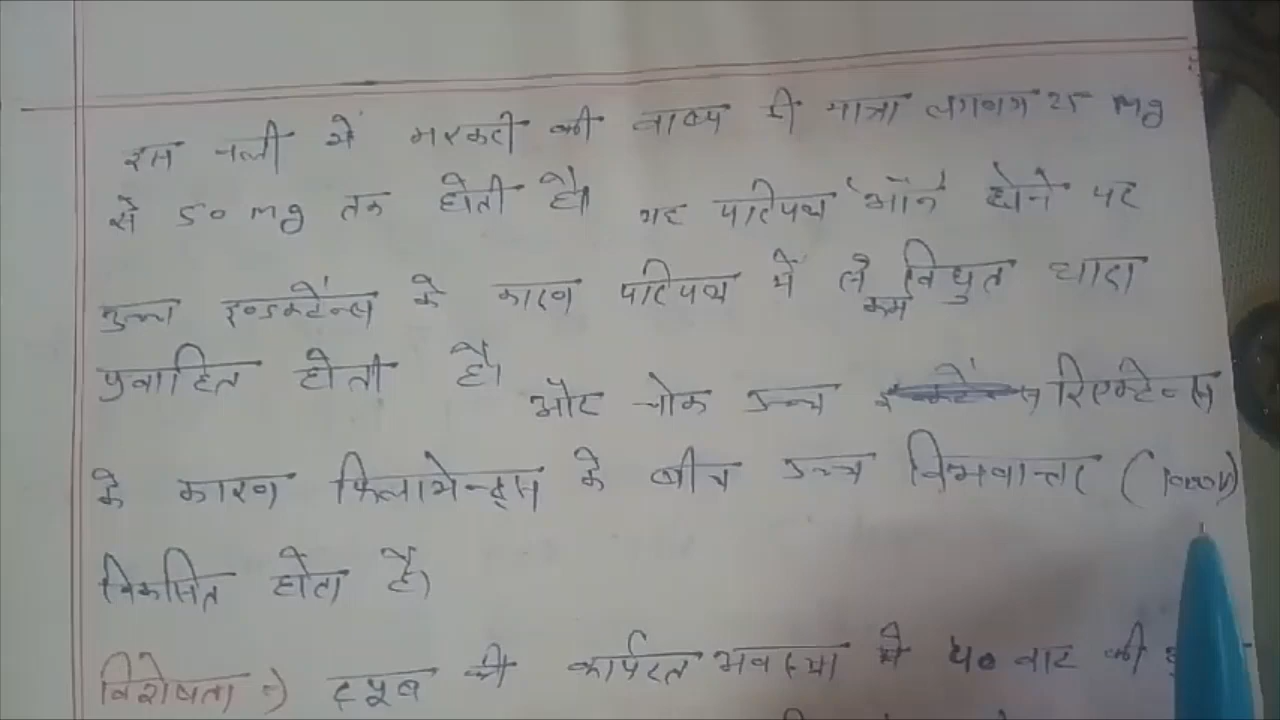 इस नली में मरकरी की वाष्प की मात्रा लगवग 25 mg
से 50 mg तक होती है। यह परिपथ 'ऑन' होने पर
उच्च इण्डक्टेंन्स के कारण परिपथ में से कम विद्युत धारा
प्रवाहित होती है। और चोक उच्च रिएक्टेन्स
के कारण फिलामेन्ट्स के बीच उच्च विभवान्तर (1000V)
विकसित होता है।
विशेषता :-) ट्यूब की कार्यरत अवस्था में 40 वाट की